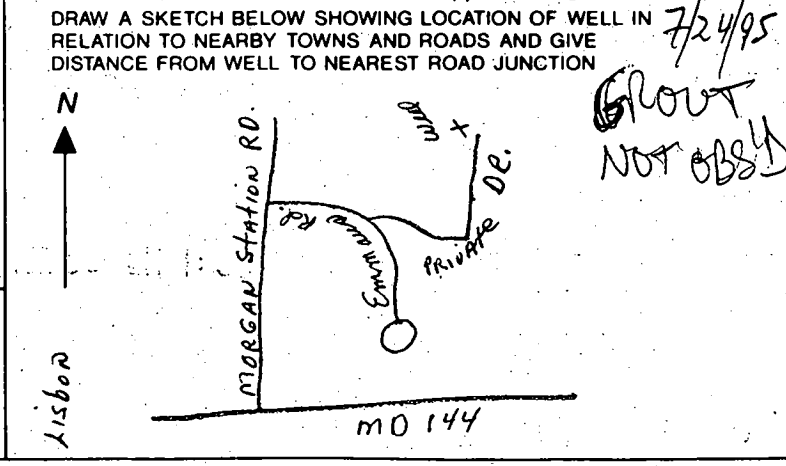 DRAW A SKETCH BELOW SHOWING LOCATION OF WELL IN
RELATION TO NEARBY TOWNS AND ROADS AND GIVE
DISTANCE FROM WELL TO NEAREST ROAD JUNCTION
7/24/95
GROUT
NOT OBS'D
N
MORGAN STATION RD.
Well
X
Rd.
PRIVATE DR.
Lisbon
MD 144